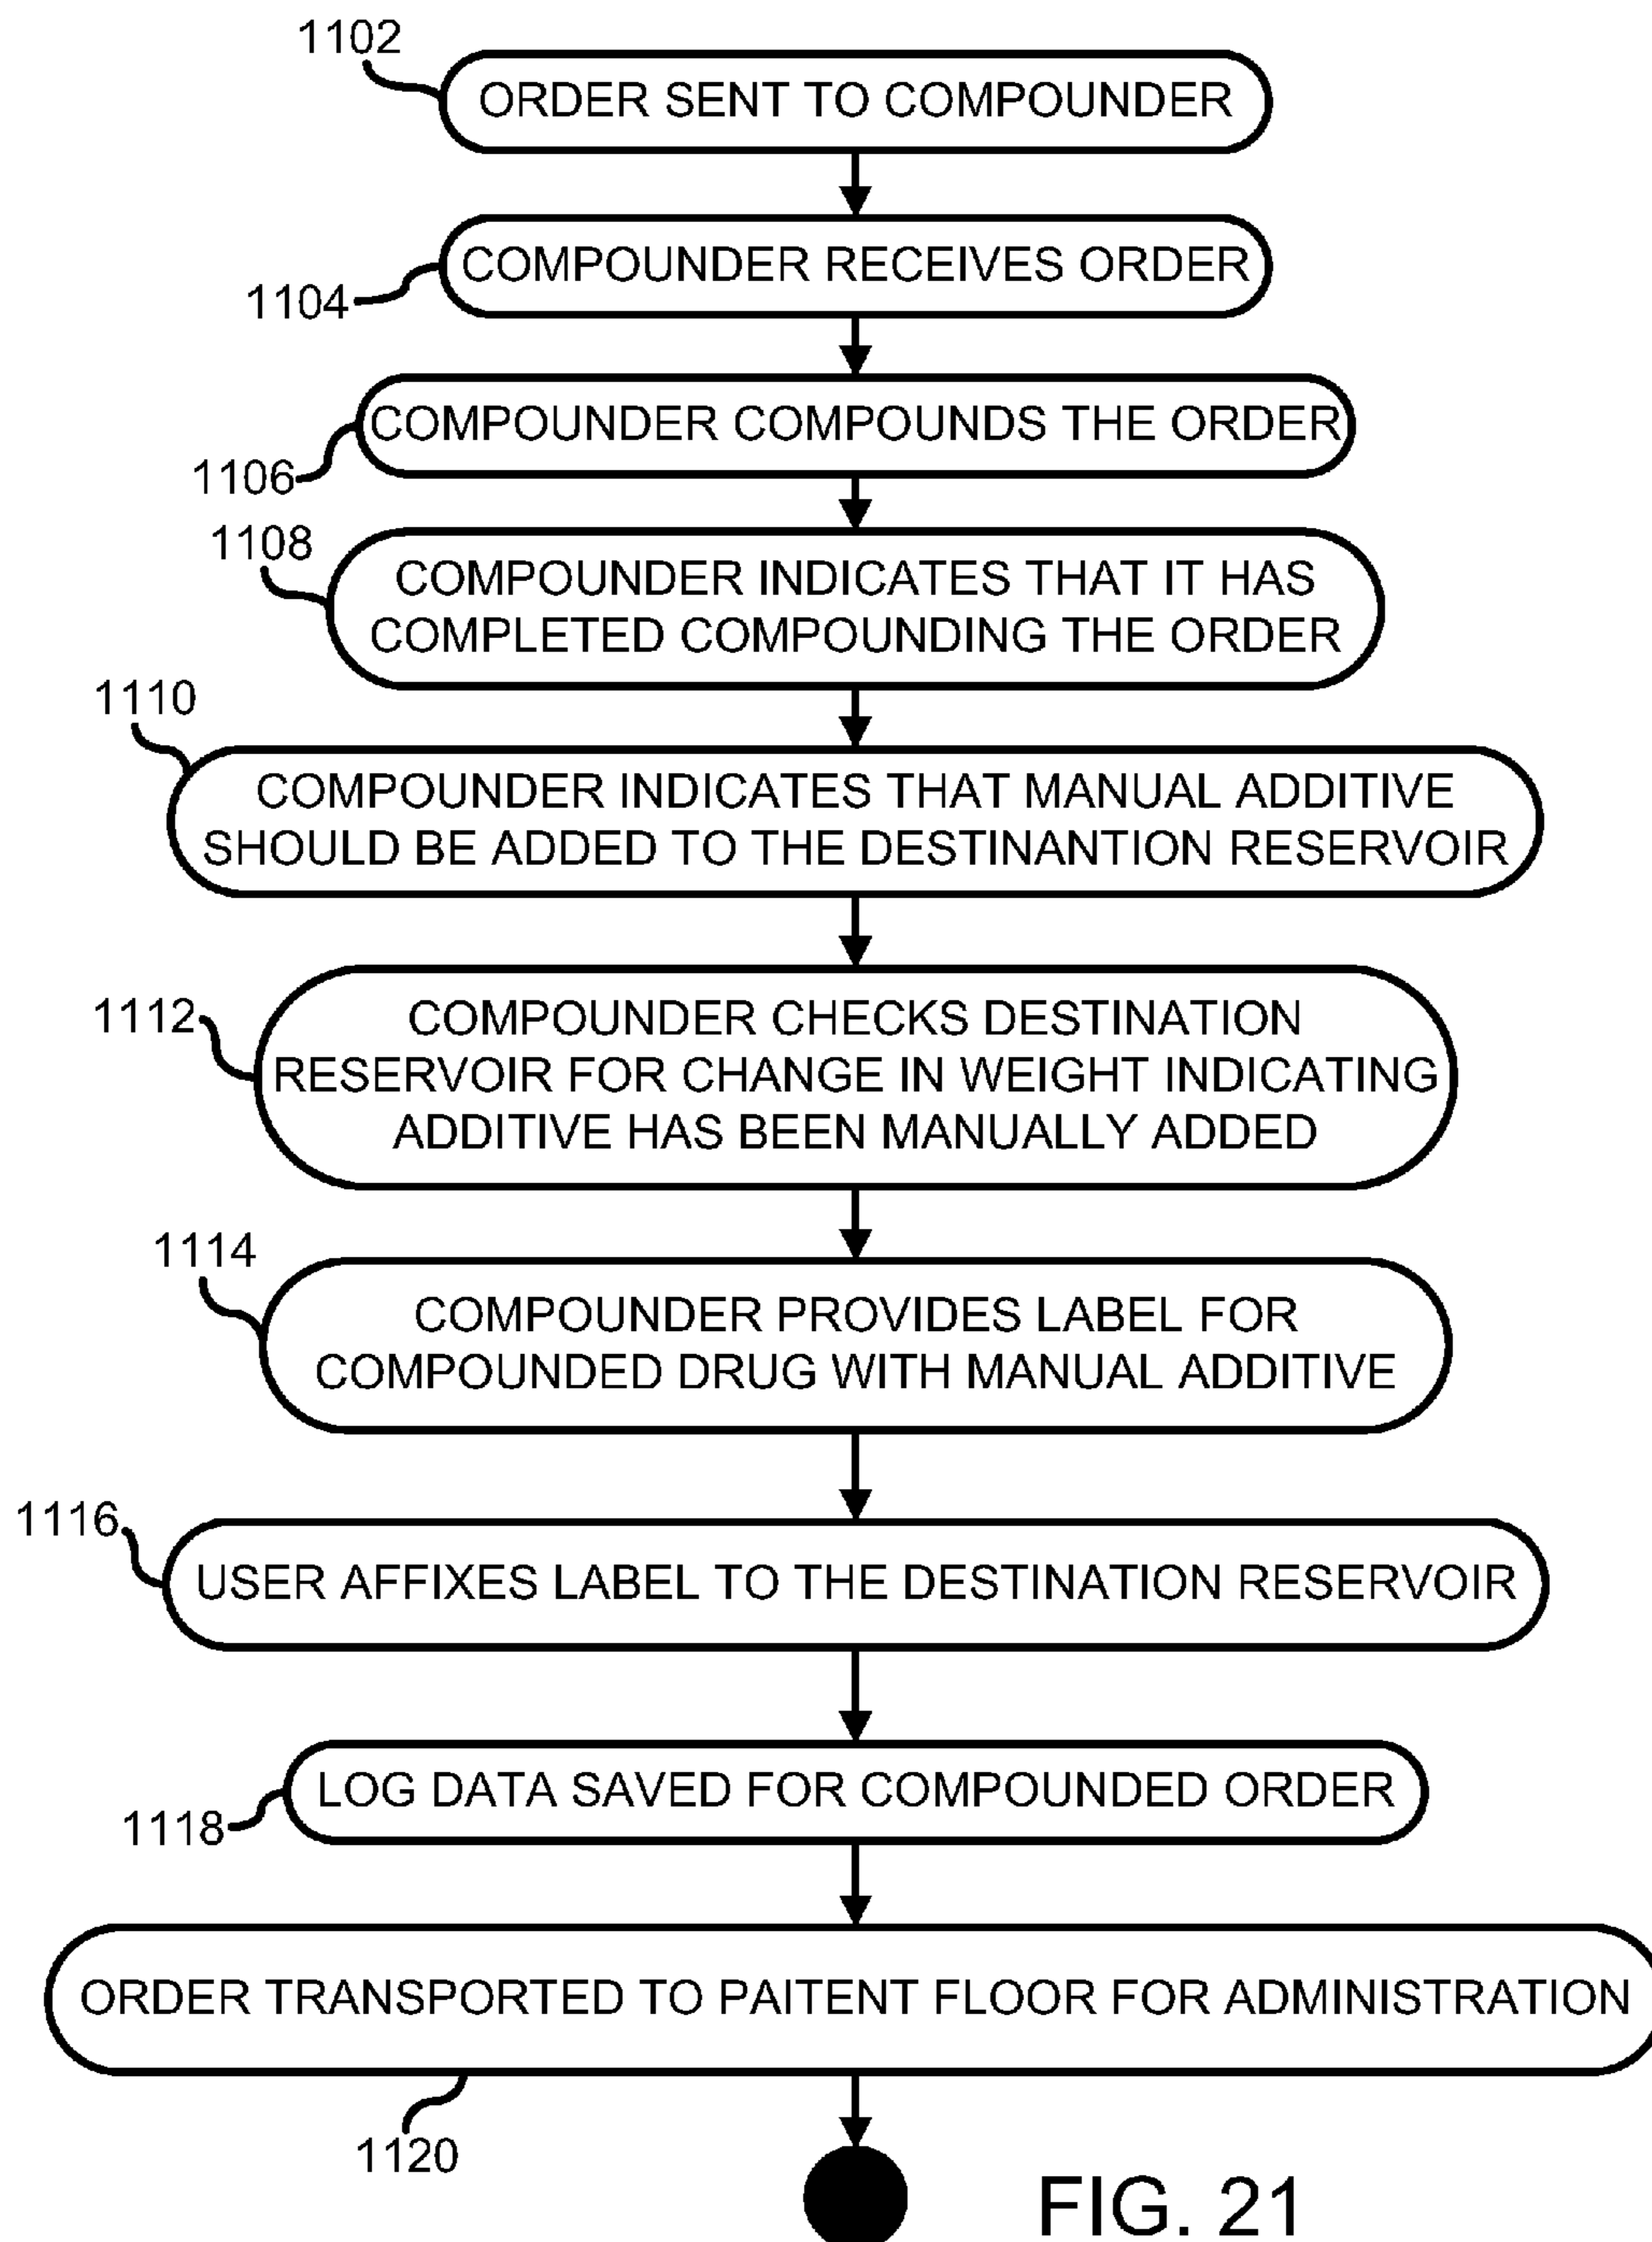 1102
ORDER SENT TO COMPOUNDER
COMPOUNDER RECEIVES ORDER
1104
COMPOUNDER COMPOUNDS THE ORDER
1106
1108
COMPOUNDER INDICATES THAT IT HAS
COMPLETED COMPOUNDING THE ORDER
1110
COMPOUNDER INDICATES THAT MANUAL ADDITIVE
SHOULD BE ADDED TO THE DESTINANTION RESERVOIR
1112
COMPOUNDER CHECKS DESTINATION
RESERVOIR FOR CHANGE IN WEIGHT INDICATING
ADDITIVE HAS BEEN MANUALLY ADDED
1114
COMPOUNDER PROVIDES LABEL FOR
COMPOUNDED DRUG WITH MANUAL ADDITIVE
1116
USER AFFIXES LABEL TO THE DESTINATION RESERVOIR
LOG DATA SAVED FOR COMPOUNDED ORDER
1118
ORDER TRANSPORTED TO PAITENT FLOOR FOR ADMINISTRATION
1120
FIG. 21